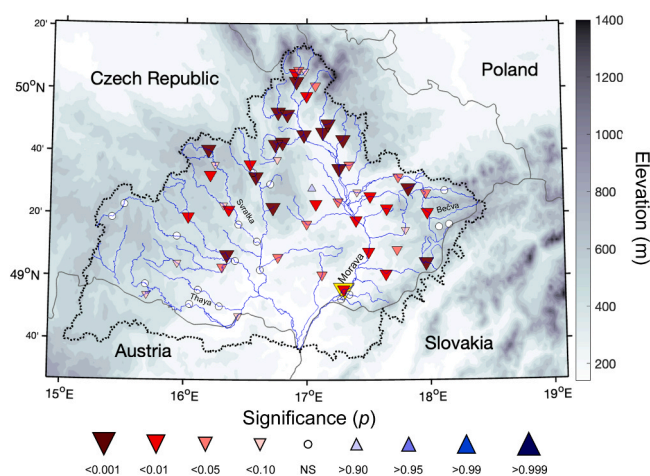 20'
50°N
40'
20'
49°N
40'
15°E
16°E
17°E
18°E
19°E
Czech Republic
Poland
Austria
Slovakia
Svratka
Bečva
Morava
Thaya
1400
1200
1000
800
600
400
200
Elevation (m)
Significance (p)
<0.001 <0.01 <0.05 <0.10 NS >0.90 >0.95 >0.99 >0.999